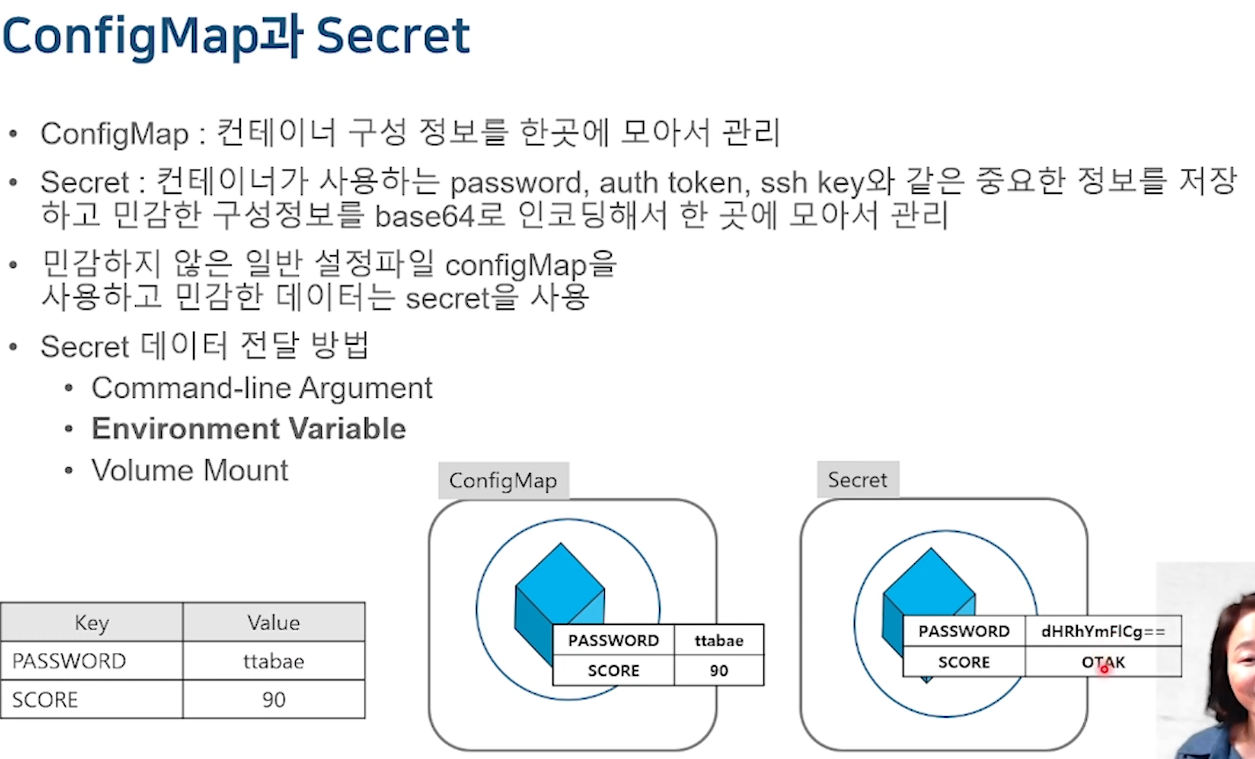 ConfigMap과 Secret
• ConfigMap : 컨테이너 구성 정보를 한곳에 모아서 관리
• Secret : 컨테이너가 사용하는 password, auth token, ssh key와 같은 중요한 정보를 저장
하고 민감한 구성정보를 base64로 인코딩해서 한 곳에 모아서 관리
• 민감하지 않은 일반 설정파일 configMap을
사용하고 민감한 데이터는 secret을 사용
• Secret 데이터 전달 방법
• Command-line Argument
• Environment Variable
• Volume Mount
Key Value
PASSWORD ttabae
SCORE 90
ConfigMap
PASSWORD ttabae
SCORE 90
Secret
PASSWORD dHRhYmFlCg==
SCORE OTAK